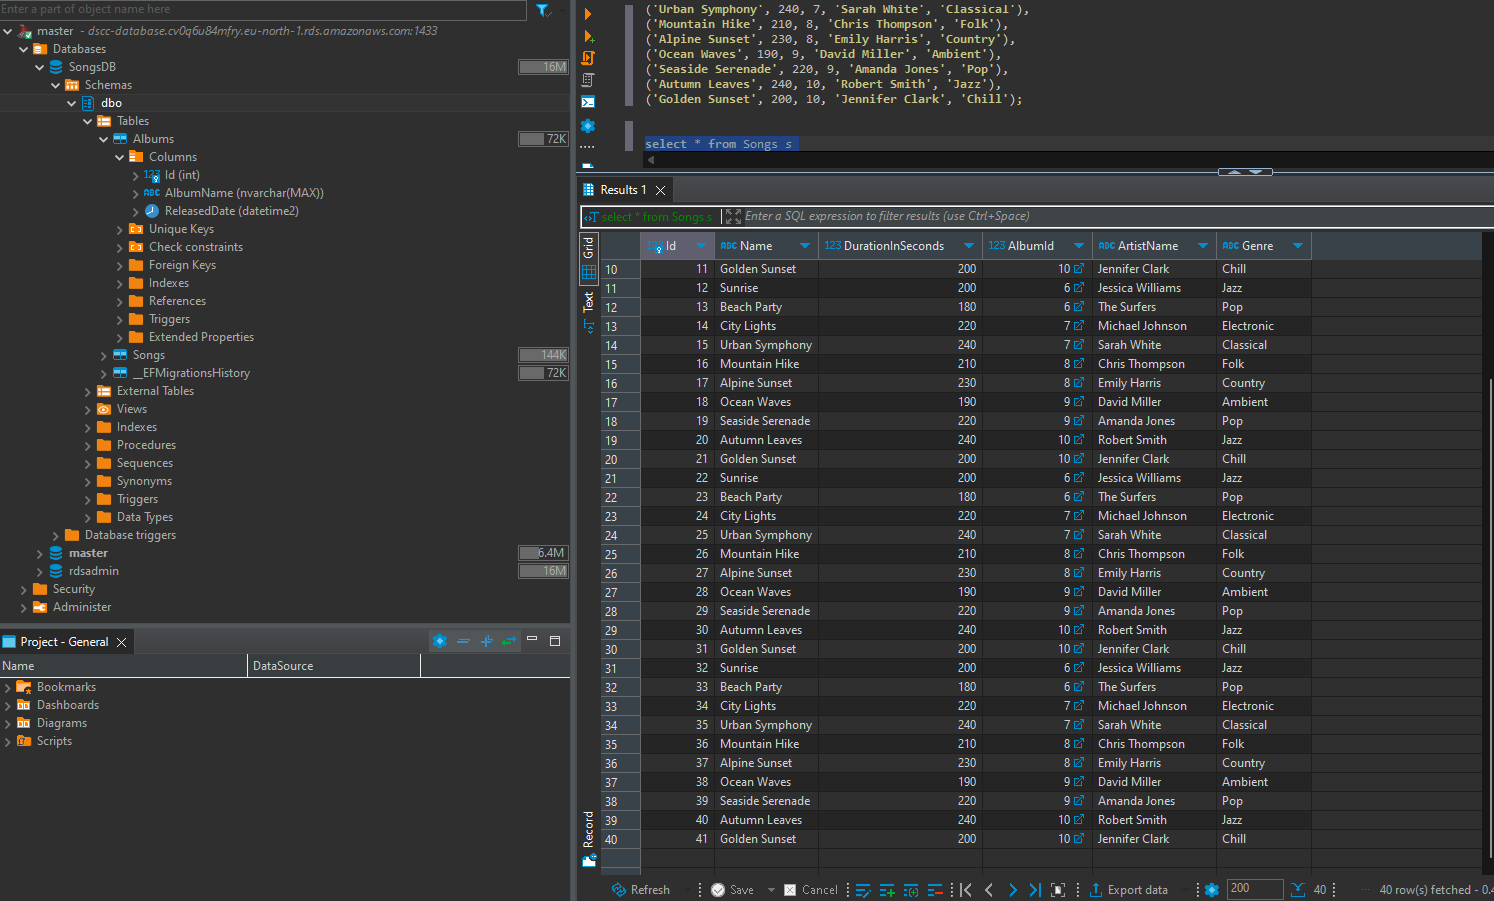 Enter a part of object name here
master - dscc-database.cv0q6u84mfry.eu-north-1.rds.amazonaws.com:1433
Databases
SongsDB 16M
Schemas
dbo
Tables
Albums 72K
Columns
123 Id (int)
ABC AlbumName (nvarchar(MAX))
ReleasedDate (datetime2)
Unique Keys
Check constraints
Foreign Keys
Indexes
References
Triggers
Extended Properties
Songs 144K
__EFMigrationsHistory 72K
External Tables
Views
Indexes
Procedures
Sequences
Synonyms
Triggers
Data Types
Database triggers
master 6.4M
rdsadmin 16M
Security
Administer
Project - General
Name DataSource
Bookmarks
Dashboards
Diagrams
Scripts
('Urban Symphony', 240, 7, 'Sarah White', 'Classical'),
('Mountain Hike', 210, 8, 'Chris Thompson', 'Folk'),
('Alpine Sunset', 230, 8, 'Emily Harris', 'Country'),
('Ocean Waves', 190, 9, 'David Miller', 'Ambient'),
('Seaside Serenade', 220, 9, 'Amanda Jones', 'Pop'),
('Autumn Leaves', 240, 10, 'Robert Smith', 'Jazz'),
('Golden Sunset', 200, 10, 'Jennifer Clark', 'Chill');
select * from Songs s
Results 1
select * from Songs s Enter a SQL expression to filter results (use Ctrl+Space)
Grid
Text
Record
123 Id ABC Name 123 DurationInSeconds 123 AlbumId ABC ArtistName ABC Genre
10 11 Golden Sunset 200 10 Jennifer Clark Chill
11 12 Sunrise 200 6 Jessica Williams Jazz
12 13 Beach Party 180 6 The Surfers Pop
13 14 City Lights 220 7 Michael Johnson Electronic
14 15 Urban Symphony 240 7 Sarah White Classical
15 16 Mountain Hike 210 8 Chris Thompson Folk
16 17 Alpine Sunset 230 8 Emily Harris Country
17 18 Ocean Waves 190 9 David Miller Ambient
18 19 Seaside Serenade 220 9 Amanda Jones Pop
19 20 Autumn Leaves 240 10 Robert Smith Jazz
20 21 Golden Sunset 200 10 Jennifer Clark Chill
21 22 Sunrise 200 6 Jessica Williams Jazz
22 23 Beach Party 180 6 The Surfers Pop
23 24 City Lights 220 7 Michael Johnson Electronic
24 25 Urban Symphony 240 7 Sarah White Classical
25 26 Mountain Hike 210 8 Chris Thompson Folk
26 27 Alpine Sunset 230 8 Emily Harris Country
27 28 Ocean Waves 190 9 David Miller Ambient
28 29 Seaside Serenade 220 9 Amanda Jones Pop
29 30 Autumn Leaves 240 10 Robert Smith Jazz
30 31 Golden Sunset 200 10 Jennifer Clark Chill
31 32 Sunrise 200 6 Jessica Williams Jazz
32 33 Beach Party 180 6 The Surfers Pop
33 34 City Lights 220 7 Michael Johnson Electronic
34 35 Urban Symphony 240 7 Sarah White Classical
35 36 Mountain Hike 210 8 Chris Thompson Folk
36 37 Alpine Sunset 230 8 Emily Harris Country
37 38 Ocean Waves 190 9 David Miller Ambient
38 39 Seaside Serenade 220 9 Amanda Jones Pop
39 40 Autumn Leaves 240 10 Robert Smith Jazz
40 41 Golden Sunset 200 10 Jennifer Clark Chill
Refresh Save Cancel Export data 200 40 40 row(s) fetched - 0.4